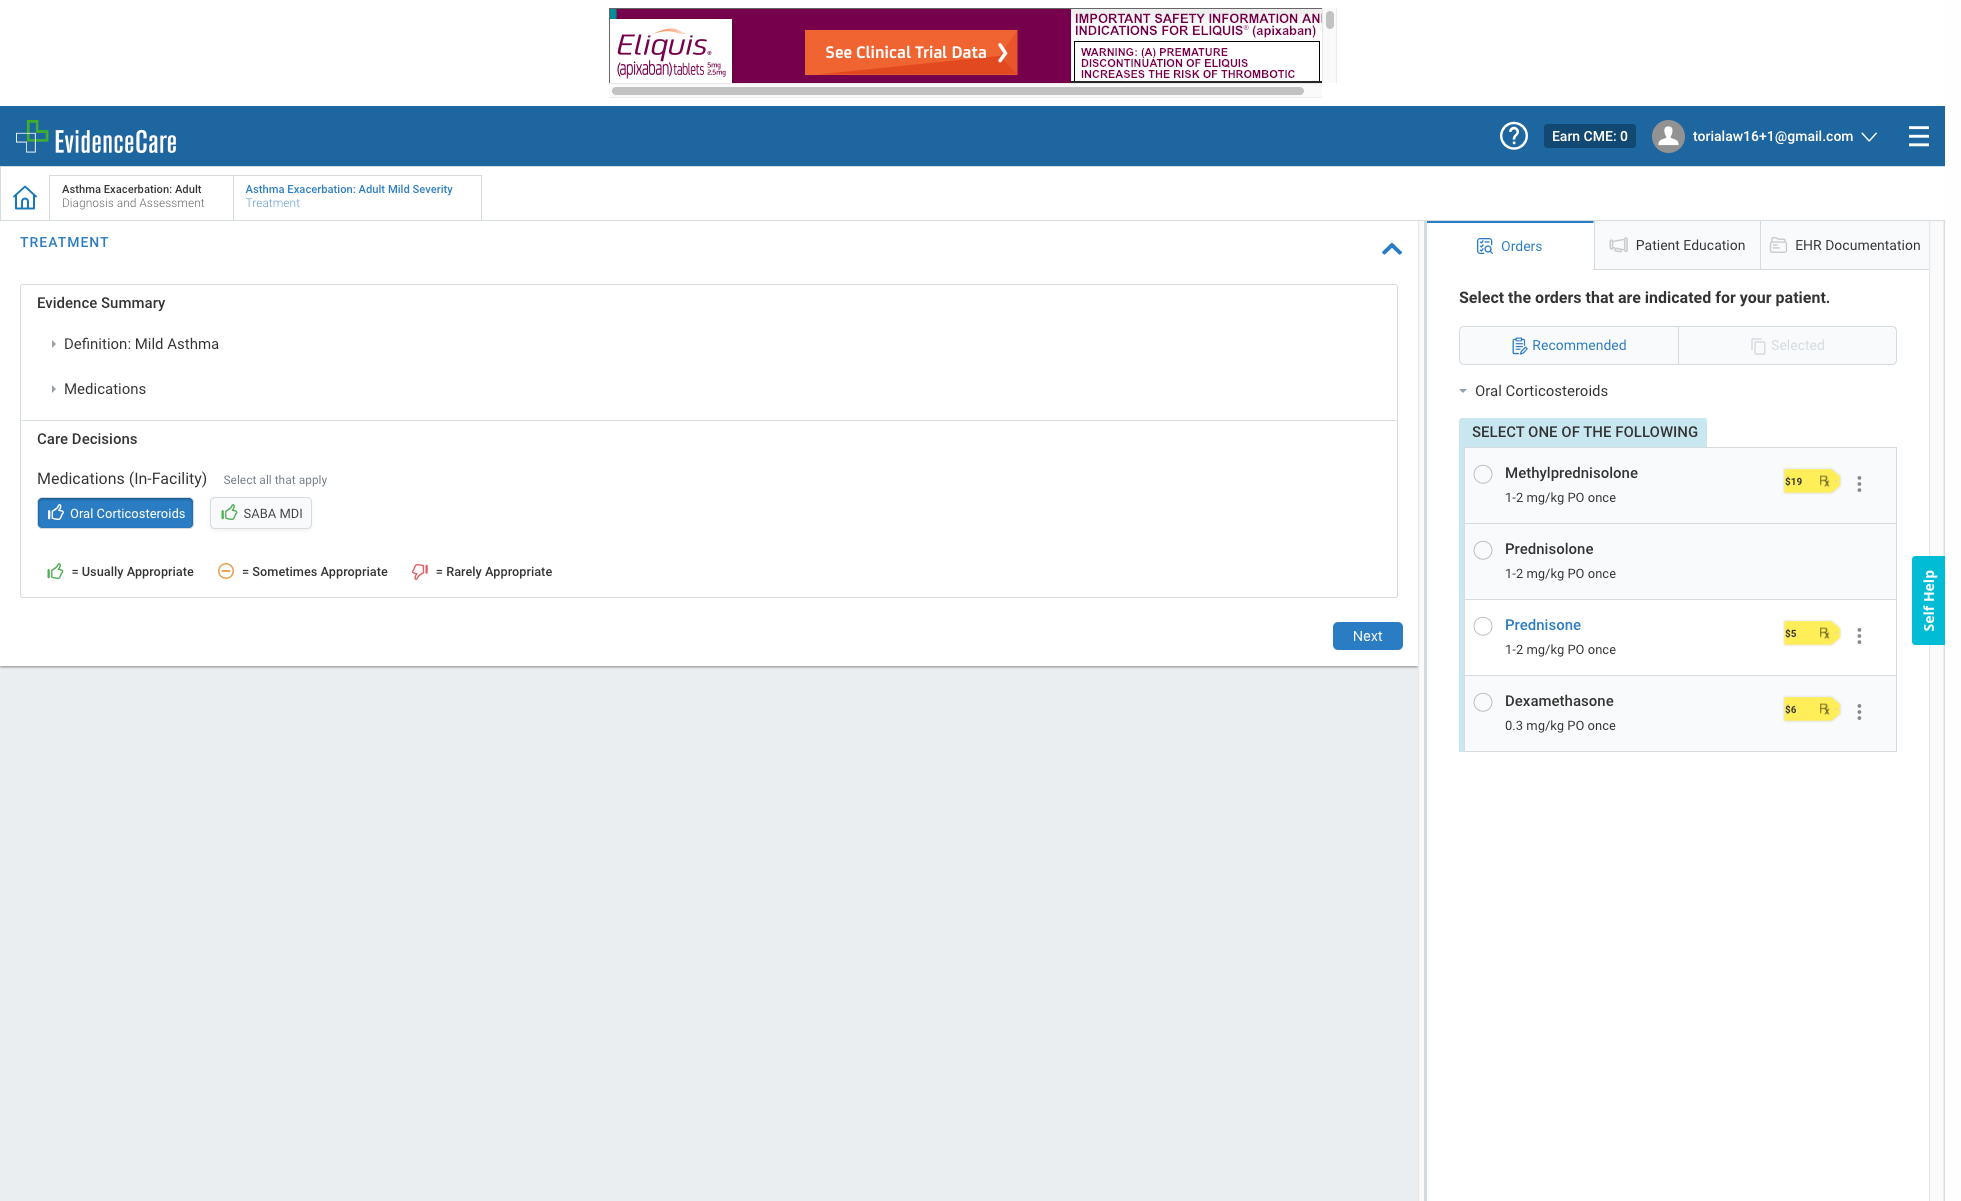 Eliquis.
(apixaban) tablets 5mg 2.5mg
See Clinical Trial Data ❯
IMPORTANT SAFETY INFORMATION AN
INDICATIONS FOR ELIQUIS® (apixaban)
WARNING: (A) PREMATURE
DISCONTINUATION OF ELIQUIS
INCREASES THE RISK OF THROMBOTIC
EvidenceCare
?
Earn CME: 0
torialaw16+1@gmail.com
Asthma Exacerbation: Adult
Diagnosis and Assessment
Asthma Exacerbation: Adult Mild Severity
Treatment
TREATMENT
Evidence Summary
Definition: Mild Asthma
Medications
Care Decisions
Medications (In-Facility) Select all that apply
Oral Corticosteroids
SABA MDI
= Usually Appropriate
= Sometimes Appropriate
= Rarely Appropriate
Next
Orders
Patient Education
EHR Documentation
Select the orders that are indicated for your patient.
Recommended
Selected
Oral Corticosteroids
SELECT ONE OF THE FOLLOWING
Methylprednisolone
1-2 mg/kg PO once
$19 ℞
Prednisolone
1-2 mg/kg PO once
Prednisone
1-2 mg/kg PO once
$5 ℞
Dexamethasone
0.3 mg/kg PO once
$6 ℞
Self Help